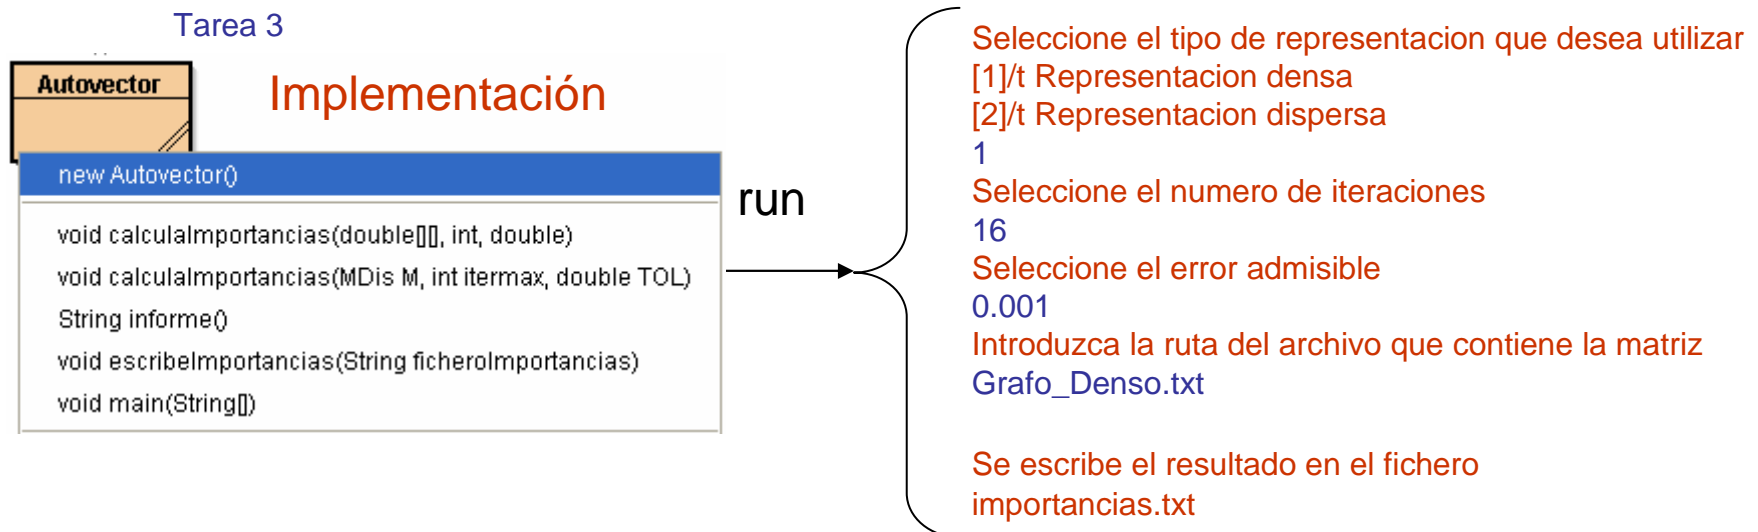 Tarea 3
Implementación
Autovector
new Autovector()
void calculaImportancias(double[][], int, double)
void calculaImportancias(MDis M, int itermax, double TOL)
String informe()
void escribeImportancias(String ficheroImportancias)
void main(String[])
run
Seleccione el tipo de representacion que desea utilizar
[1]/t Representacion densa
[2]/t Representacion dispersa
1
Seleccione el numero de iteraciones
16
Seleccione el error admisible
0.001
Introduzca la ruta del archivo que contiene la matriz
Grafo_Denso.txt
Se escribe el resultado en el fichero
importancias.txt